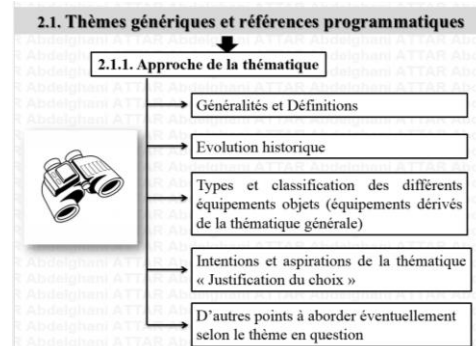 2.1. Thèmes génériques et références programmatiques
2.1.1. Approche de la thématique
Généralités et Définitions
Evolution historique
Types et classification des différents
équipements objets (équipements dérivés
de la thématique générale)
Intentions et aspirations de la thématique
« Justification du choix »
D’autres points à aborder éventuellement
selon le thème en question